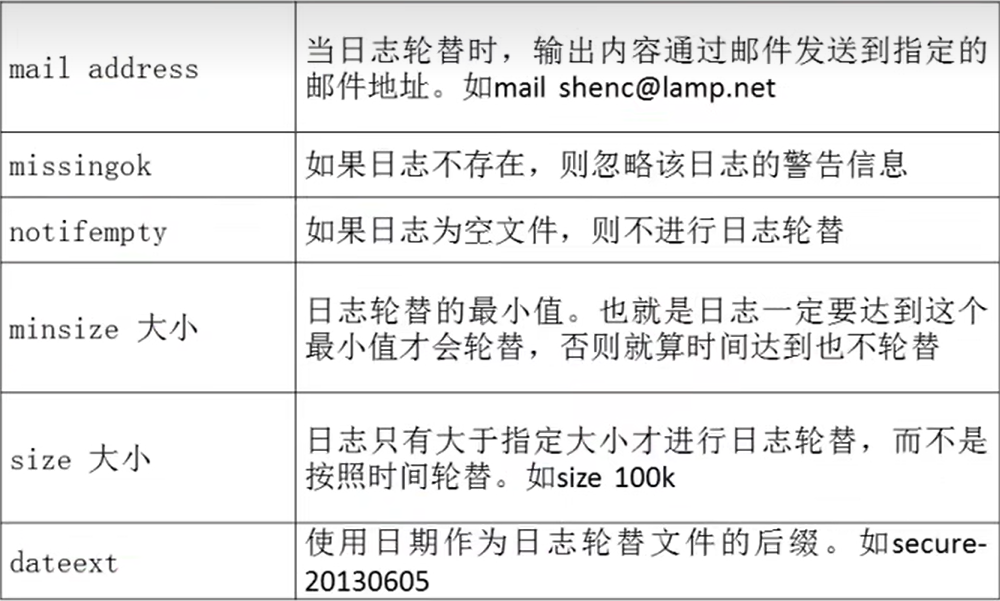 mail address
当日志轮替时，输出内容通过邮件发送到指定的
邮件地址。如mail shenc@lamp.net
missingok
如果日志不存在，则忽略该日志的警告信息
notifempty
如果日志为空文件，则不进行日志轮替
minsize 大小
日志轮替的最小值。也就是日志一定要达到这个
最小值才会轮替，否则就算时间达到也不轮替
size 大小
日志只有大于指定大小才进行日志轮替，而不是
按照时间轮替。如size 100k
dateext
使用日期作为日志轮替文件的后缀。如secure-
20130605